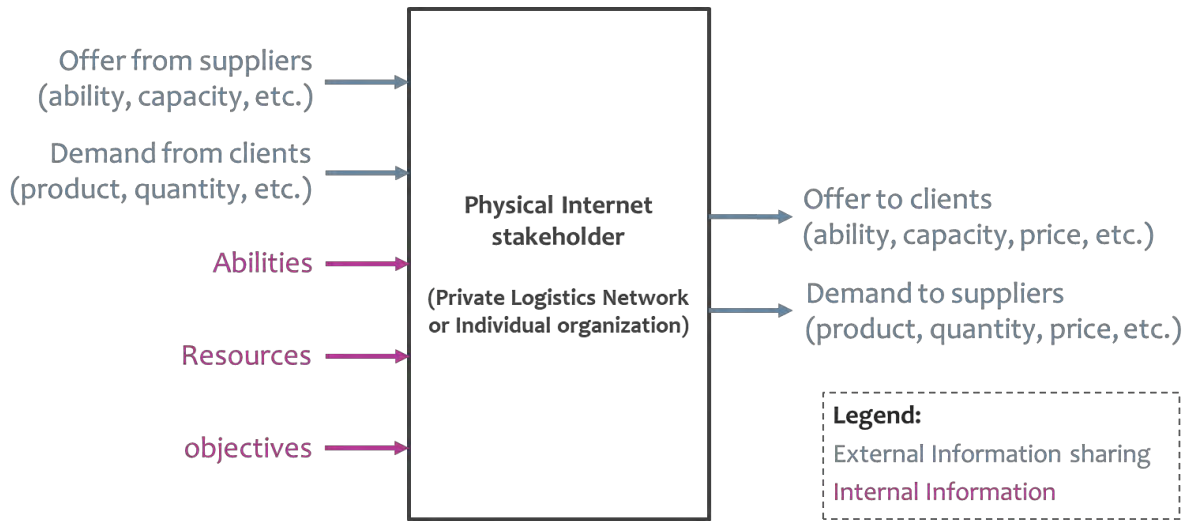 Offer from suppliers
(ability, capacity, etc.)
Demand from clients
(product, quantity, etc.)
Abilities
Resources
objectives
Physical Internet
stakeholder
(Private Logistics Network
or Individual organization)
Offer to clients
(ability, capacity, price, etc.)
Demand to suppliers
(product, quantity, price, etc.)
Legend:
External Information sharing
Internal Information